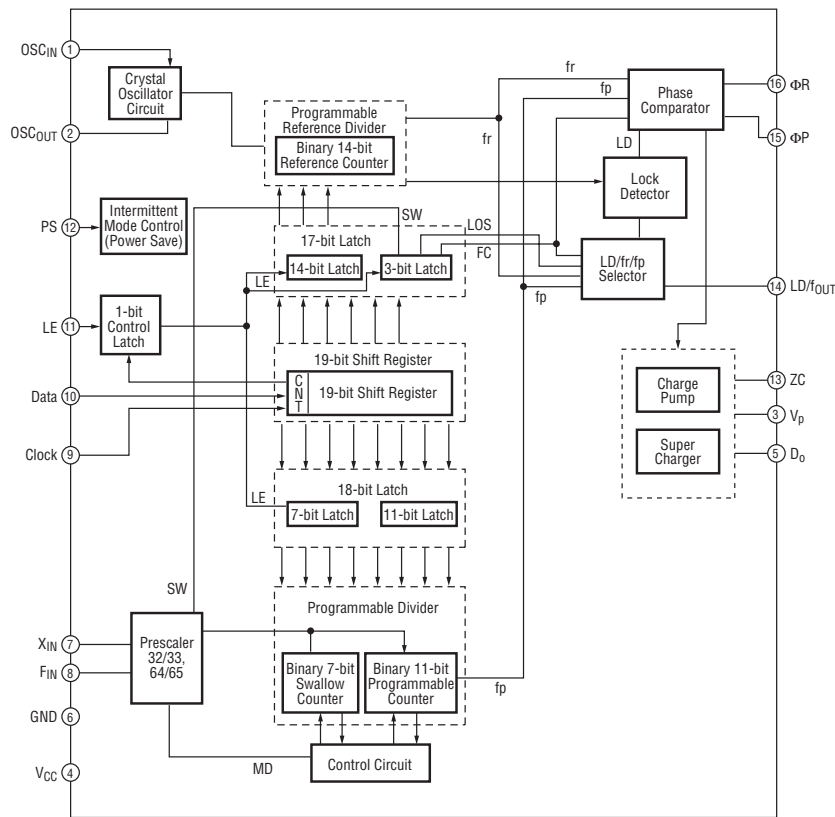 OSCIN 1
Crystal
Oscillator
Circuit
OSCOUT 2
Programmable
Reference Divider
Binary 14-bit
Reference Counter
fr
fr
fp
Phase
Comparator
16 ΦR
15 ΦP
LD
Lock
Detector
PS 12
Intermittent
Mode Control
(Power Save)
SW
17-bit Latch
14-bit Latch
3-bit Latch
LE
LOS
FC
LD/fr/fp
Selector
fp
14 LD/fOUT
LE 11
1-bit
Control
Latch
19-bit Shift Register
CNT
19-bit Shift Register
Data 10
Clock 9
Charge
Pump
Super
Charger
13 ZC
3 Vp
5 Do
18-bit Latch
LE
7-bit Latch
11-bit Latch
SW
Programmable Divider
XIN 7
FIN 8
Prescaler
32/33,
64/65
Binary 7-bit
Swallow
Counter
Binary 11-bit
Programmable
Counter
fp
GND 6
VCC 4
MD
Control Circuit